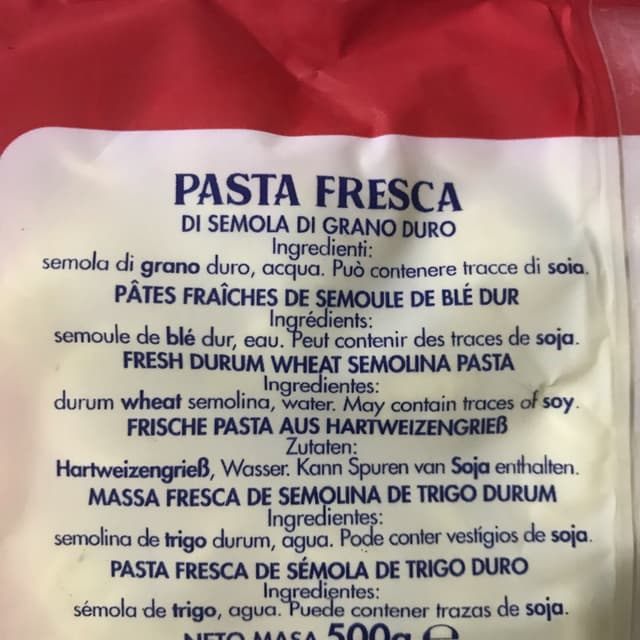 PASTA FRESCA
DI SEMOLA DI GRANO DURO
Ingredienti:
semola di grano duro, acqua. Può contenere tracce di soia.
PÂTES FRAÎCHES DE SEMOULE DE BLÉ DUR
Ingrédients:
semoule de blé dur, eau. Peut contenir des traces de soja.
FRESH DURUM WHEAT SEMOLINA PASTA
Ingredientes:
durum wheat semolina, water. May contain traces of soy.
FRISCHE PASTA AUS HARTWEIZENGRIEß
Zutaten:
Hartweizengrieß, Wasser. Kann Spuren van Soja enthalten.
MASSA FRESCA DE SEMOLINA DE TRIGO DURUM
Ingredientes:
semolina de trigo durum, agua. Pode conter vestígios de soja.
PASTA FRESCA DE SÉMOLA DE TRIGO DURO
Ingredientes:
sémola de trigo, agua. Puede contener trazas de soja.
NETO MASA 500g ℮